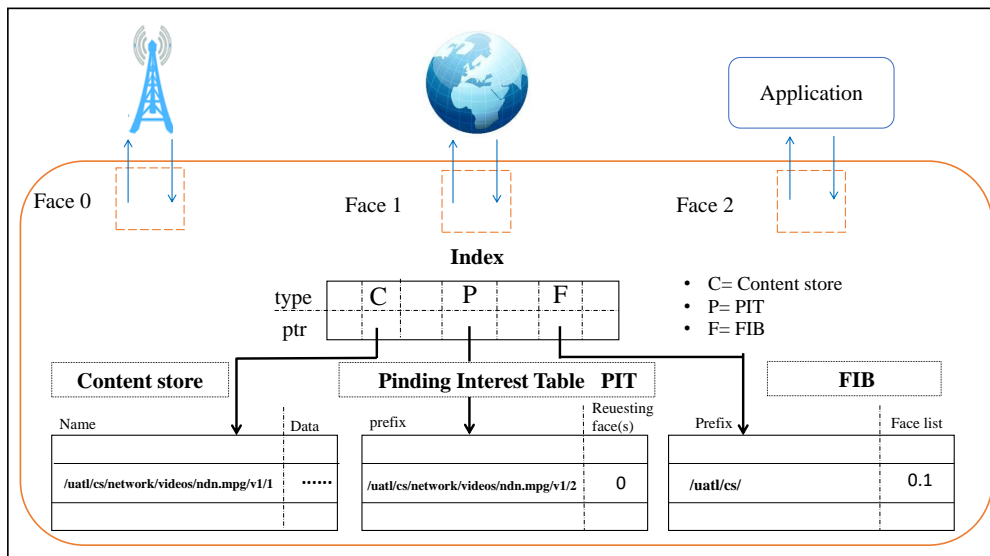 Application
Face 0
Face 1
Face 2
Index
type
C
P
F
ptr
• C= Content store
• P= PIT
• F= FIB
Content store
Pinding Interest Table PIT
FIB
Name
Data
prefix
Reuesting
face(s)
Prefix
Face list
/uatl/cs/network/videos/ndn.mpg/v1/1
......
/uatl/cs/network/videos/ndn.mpg/v1/2
0
/uatl/cs/
0.1